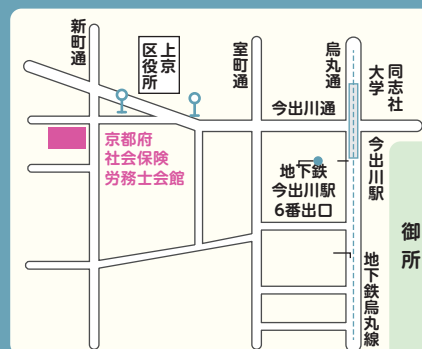 新町通
上京
区役所
室町通
烏丸通
同志社
大学
今出川通
京都府
社会保険
労務士会館
今出川駅
地下鉄
今出川駅
6番出口
御所
地下鉄烏丸線